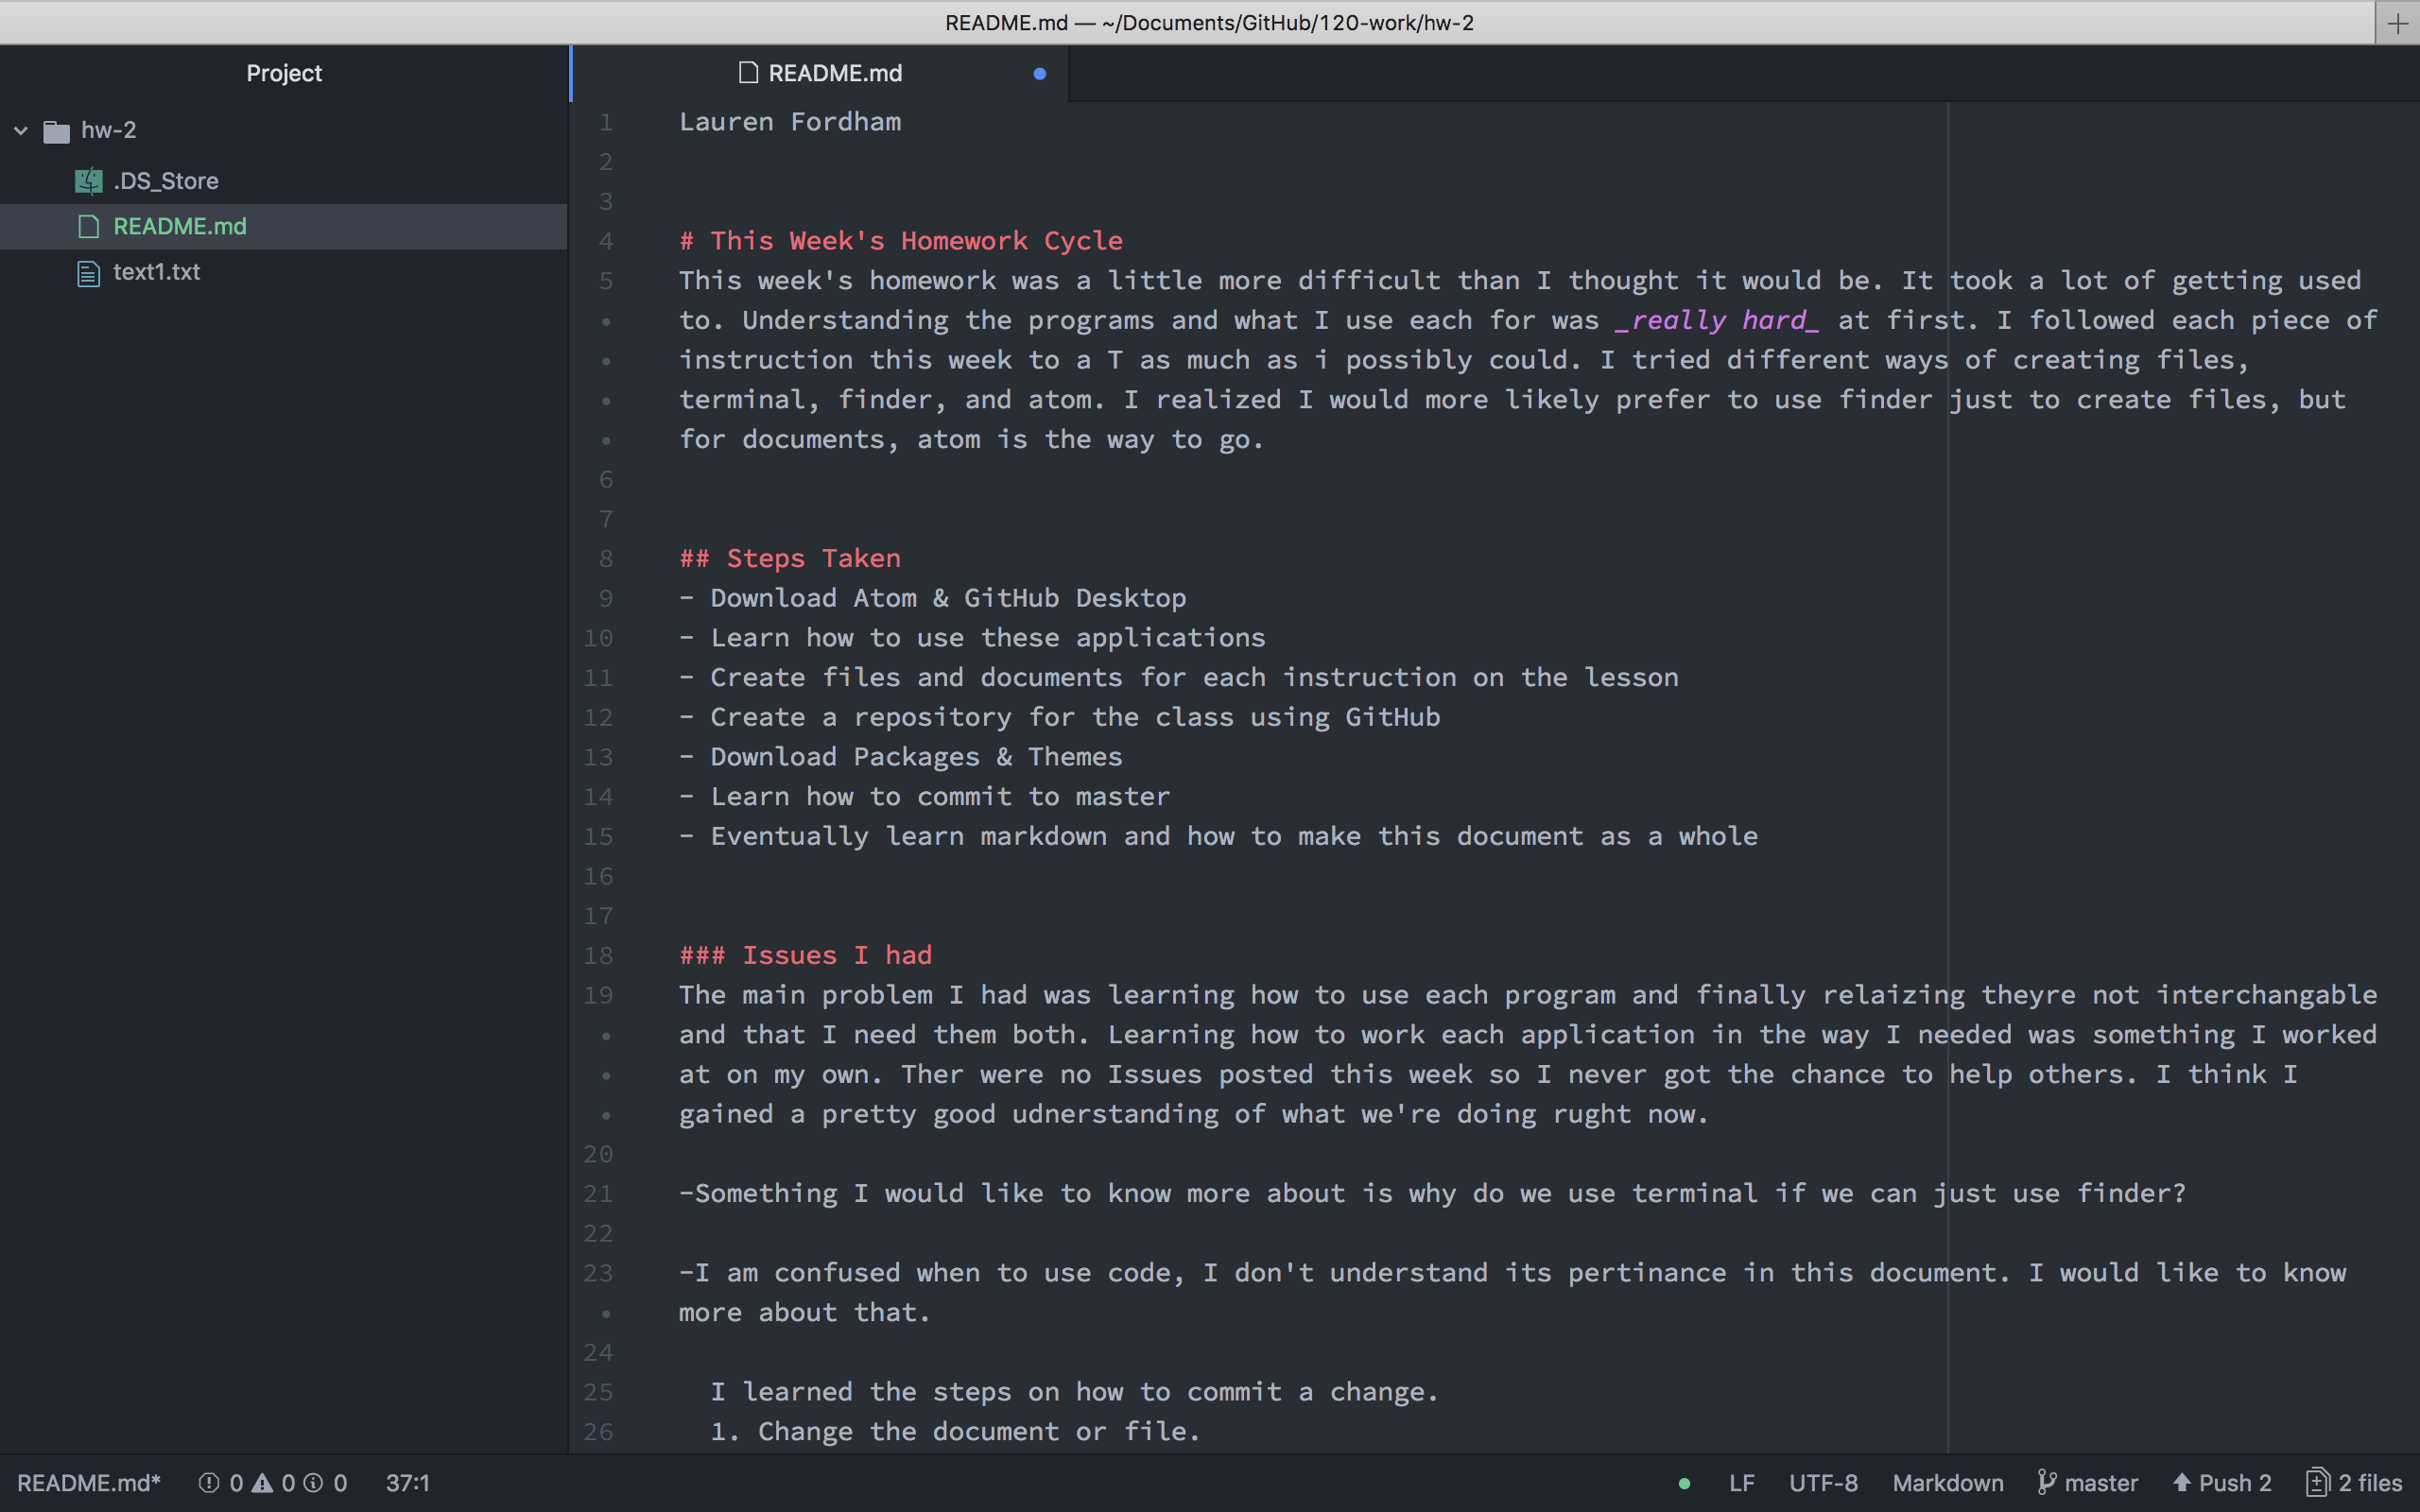 README.md — ~/Documents/GitHub/120-work/hw-2
Project
README.md
hw-2
.DS_Store
README.md
text1.txt
1 Lauren Fordham
2
3
4 # This Week's Homework Cycle
5 This week's homework was a little more difficult than I thought it would be. It took a lot of getting used
• to. Understanding the programs and what I use each for was _really hard_ at first. I followed each piece of
• instruction this week to a T as much as i possibly could. I tried different ways of creating files,
• terminal, finder, and atom. I realized I would more likely prefer to use finder just to create files, but
• for documents, atom is the way to go.
6
7
8 ## Steps Taken
9 - Download Atom & GitHub Desktop
10 - Learn how to use these applications
11 - Create files and documents for each instruction on the lesson
12 - Create a repository for the class using GitHub
13 - Download Packages & Themes
14 - Learn how to commit to master
15 - Eventually learn markdown and how to make this document as a whole
16
17
18 ### Issues I had
19 The main problem I had was learning how to use each program and finally relaizing theyre not interchangable
• and that I need them both. Learning how to work each application in the way I needed was something I worked
• at on my own. Ther were no Issues posted this week so I never got the chance to help others. I think I
• gained a pretty good udnerstanding of what we're doing rught now.
20
21 -Something I would like to know more about is why do we use terminal if we can just use finder?
22
23 -I am confused when to use code, I don't understand its pertinance in this document. I would like to know
• more about that.
24
25 I learned the steps on how to commit a change.
26 1. Change the document or file.
README.md* 0 0 0 37:1 LF UTF-8 Markdown master Push 2 2 files